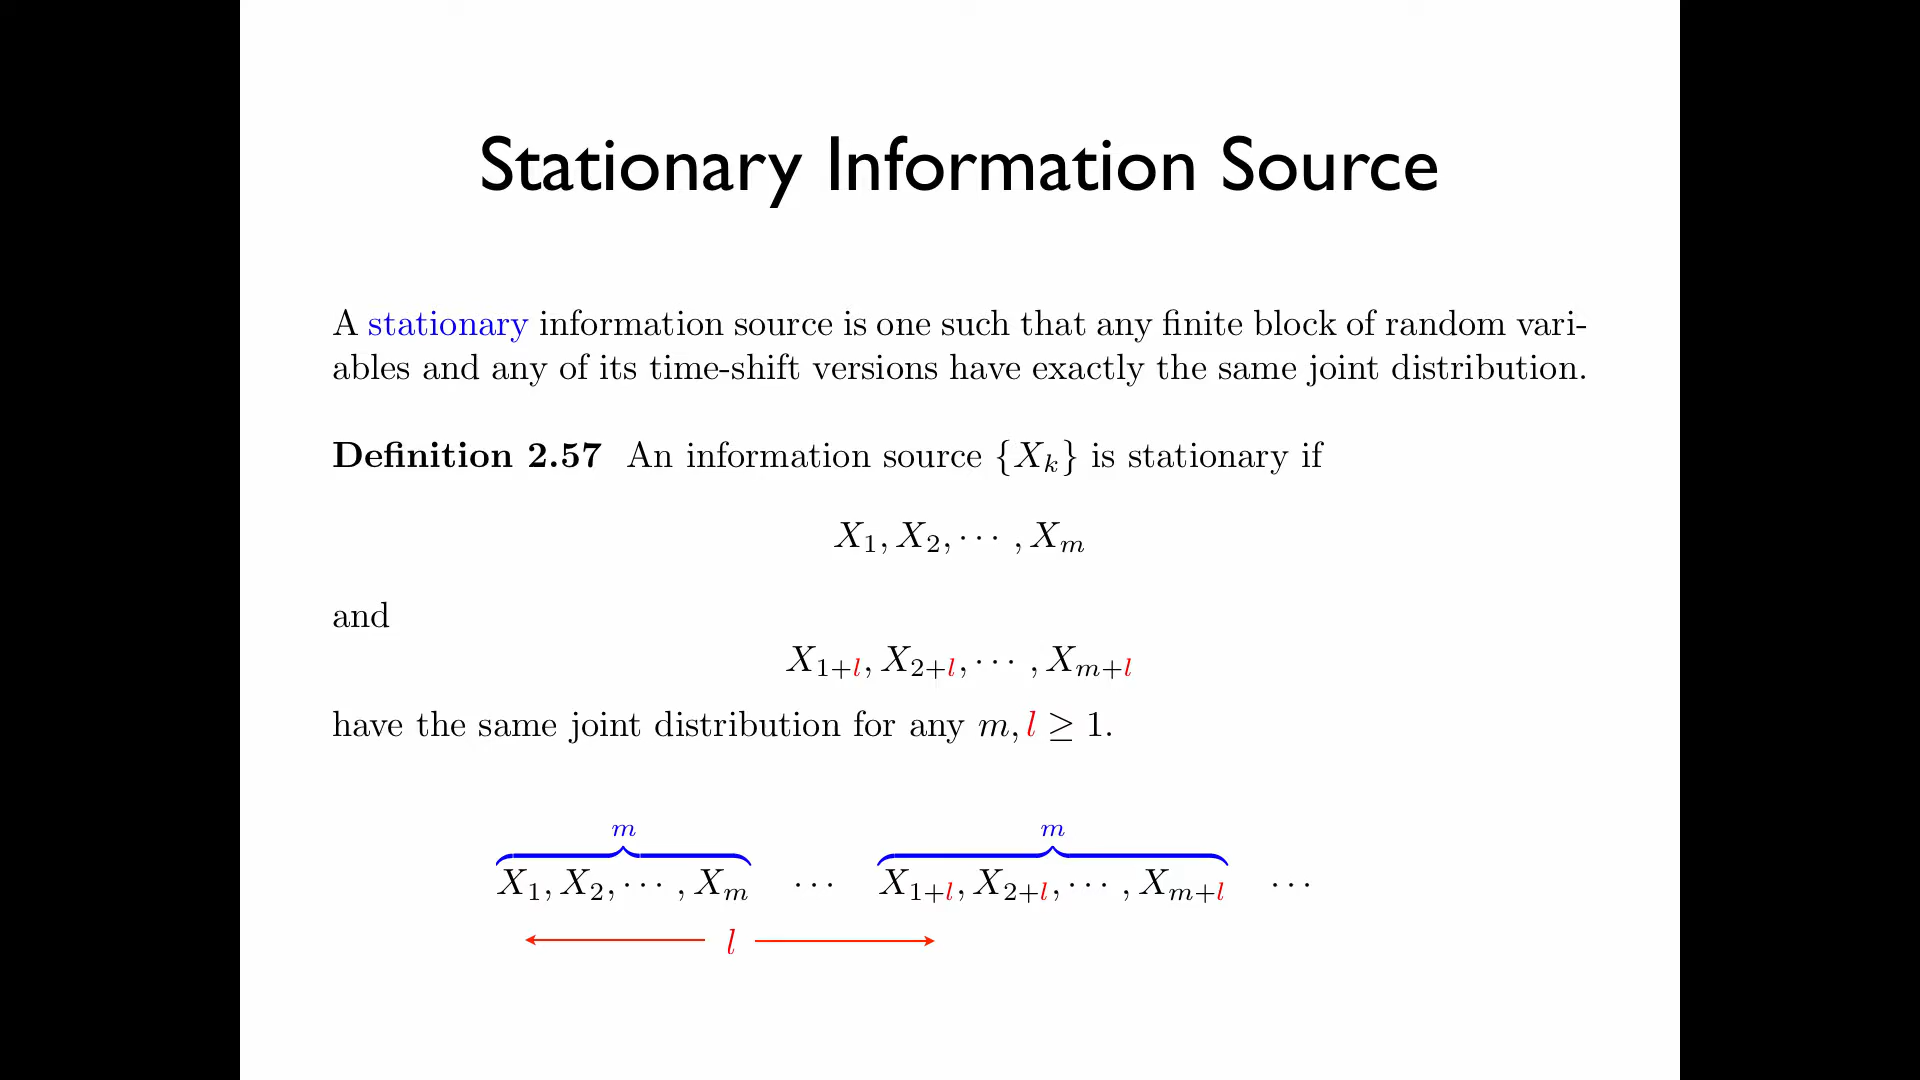 Stationary Information Source
A stationary information source is one such that any finite block of random vari-
ables and any of its time-shift versions have exactly the same joint distribution.
Definition 2.57 An information source {X_k} is stationary if
X_1, X_2, ⋯ , X_m
and
X_{1+l}, X_{2+l}, ⋯ , X_{m+l}
have the same joint distribution for any m, l ≥ 1.
m m
X_1, X_2, ⋯ , X_m ⋯ X_{1+l}, X_{2+l}, ⋯ , X_{m+l} ⋯
l